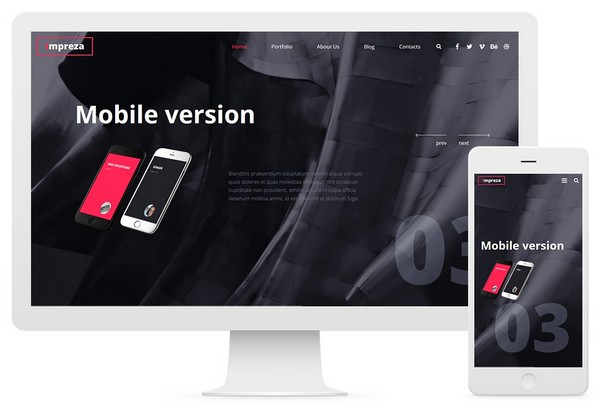 impreza
Home Portfolio About Us Blog Contacts
Mobile version
prev next
Blanditiis praesentium voluptatum deleniti atque corrupti
quos dolores et quas molestias excepturi sint occaecati
cupiditate non provident, similique sunt in culpa officia
deserunt mollitia animi, id est laborum et dolorum fuga.
03
impreza
Mobile version
03